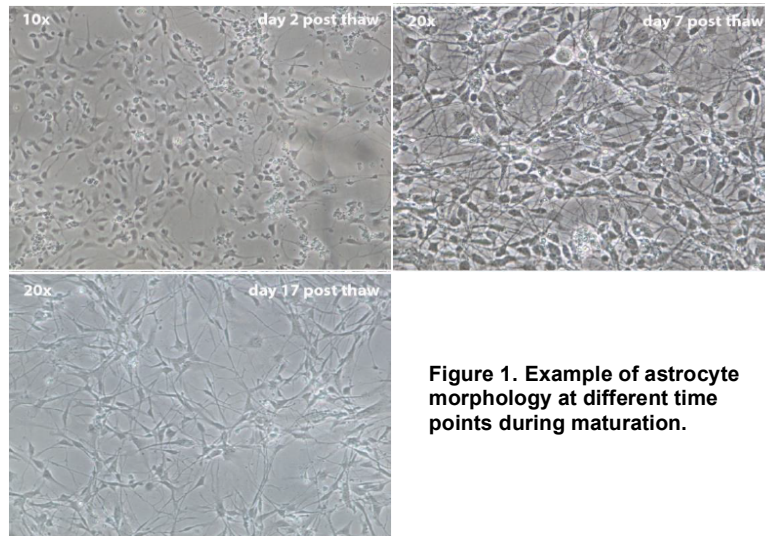 10x
day 2 post thaw
20x
day 7 post thaw
20x
day 17 post thaw
Figure 1. Example of astrocyte
morphology at different time
points during maturation.